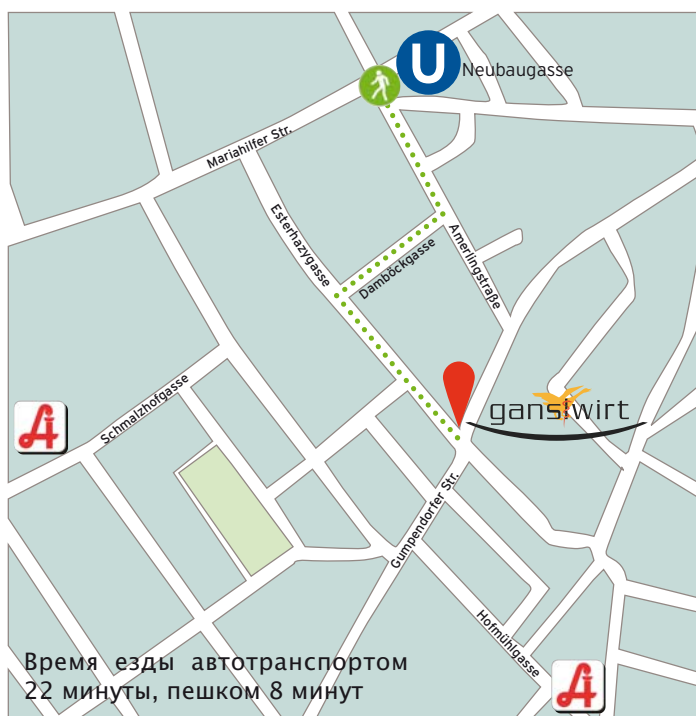 U Neubaugasse
Mariahilfer Str.
Esterhazygasse
Amerlingstraße
Damböckgasse
gans!wirt
Schmalzhofgasse
Gumpendorfer Str.
Hofmühlgasse
Время езды автотранспортом
22 минуты, пешком 8 минут